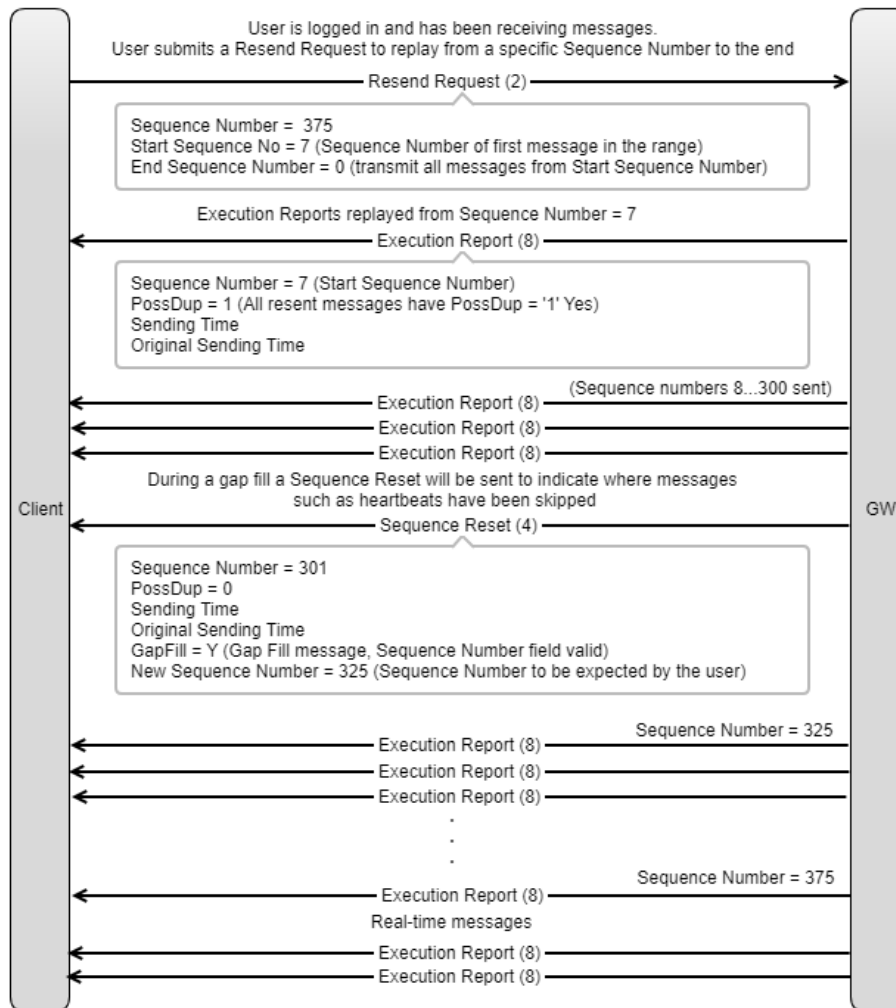 User is logged in and has been receiving messages.
User submits a Resend Request to replay from a specific Sequence Number to the end
Resend Request (2)
Sequence Number =  375
Start Sequence No = 7 (Sequence Number of first message in the range)
End Sequence Number = 0 (transmit all messages from Start Sequence Number)
Execution Reports replayed from Sequence Number = 7
Execution Report (8)
Sequence Number = 7 (Start Sequence Number)
PossDup = 1 (All resent messages have PossDup = '1' Yes)
Sending Time
Original Sending Time
(Sequence numbers 8...300 sent)
Execution Report (8)
Execution Report (8)
Execution Report (8)
During a gap fill a Sequence Reset will be sent to indicate where messages
such as heartbeats have been skipped
Client
GW
Sequence Reset (4)
Sequence Number = 301
PossDup = 0
Sending Time
Original Sending Time
GapFill = Y (Gap Fill message, Sequence Number field valid)
New Sequence Number = 325 (Sequence Number to be expected by the user)
Sequence Number = 325
Execution Report (8)
Execution Report (8)
Execution Report (8)
.
.
.
Sequence Number = 375
Execution Report (8)
Real-time messages
Execution Report (8)
Execution Report (8)